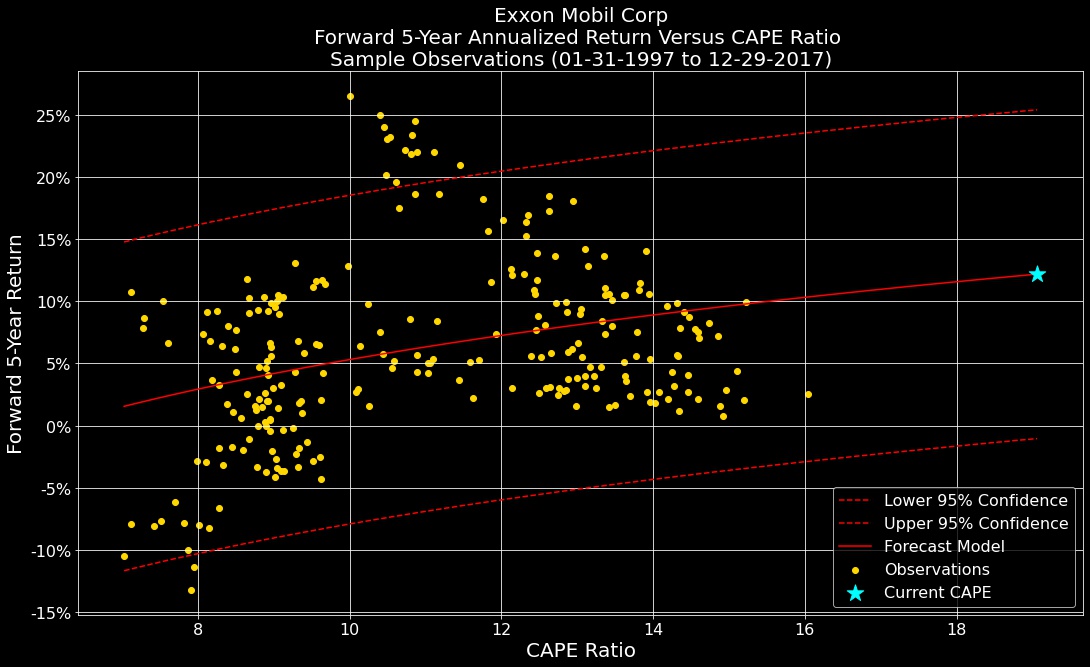 Exxon Mobil Corp
Forward 5-Year Annualized Return Versus CAPE Ratio
Sample Observations (01-31-1997 to 12-29-2017)
Forward 5-Year Return
25%
20%
15%
10%
5%
0%
-5%
-10%
-15%
8
10
12
14
16
18
CAPE Ratio
Lower 95% Confidence
Upper 95% Confidence
Forecast Model
Observations
Current CAPE